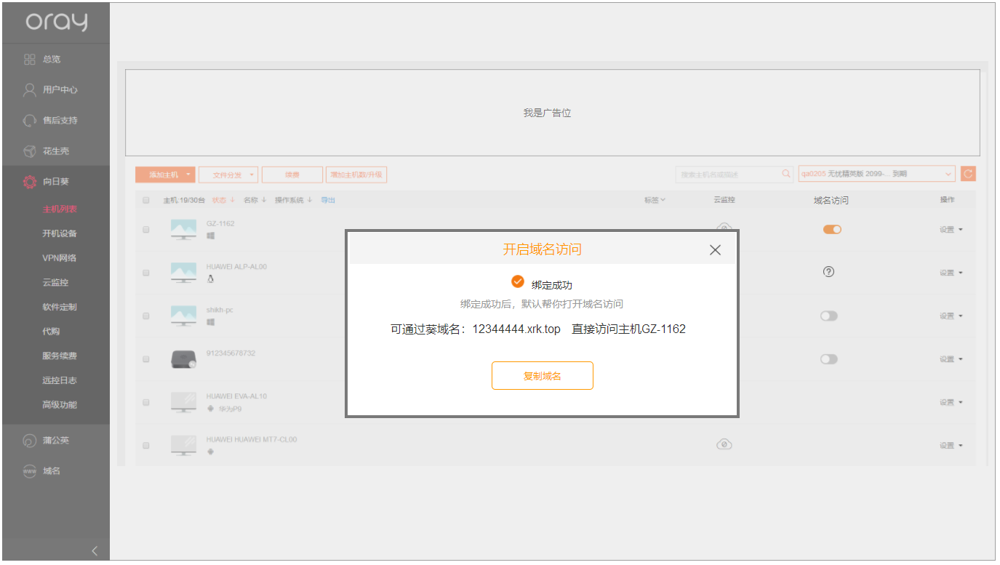 oray
总览
用户中心
售后支持
花生壳
向日葵
主机列表
开机设备
VPN网络
云监控
软件定制
代购
服务续费
远控日志
高级功能
蒲公英
www 域名
我是广告位
添加主机 文件分发 续费 增加主机数/升级 搜索主机名或描述 qa0205 无忧精英版 2099-... 到期
主机:19/30台 状态 ↓ 名称 ↓ 操作系统 ↓ 导出 标签 云监控 域名访问 操作
GZ-1162 设置
HUAWEI ALP-AL00 设置
shikh-pc 设置
912345678732 设置
HUAWEI EVA-AL10 设置
华为P9
HUAWEI HUAWEI MT7-CL00 设置
开启域名访问
绑定成功
绑定成功后，默认帮你打开域名访问
可通过葵域名：12344444.xrk.top 直接访问主机GZ-1162
复制域名